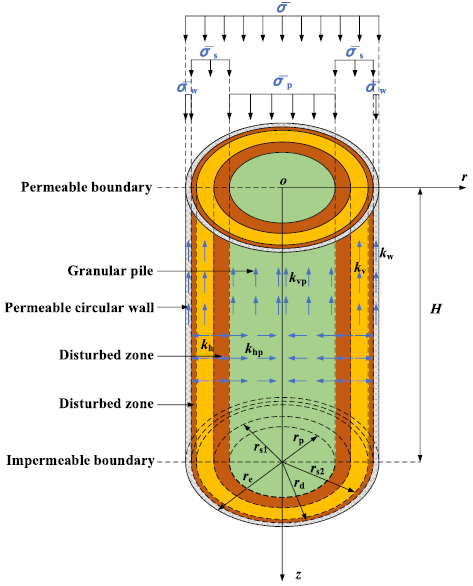 σ̄
σ̄s σ̄s
σ̄w σ̄p σ̄w
Permeable boundary
o r
kw
Granular pile kvp kv
Permeable circular wall
H
kh khp
Disturbed zone
Disturbed zone
rs1 rp
Impermeable boundary
re rd rs2
z